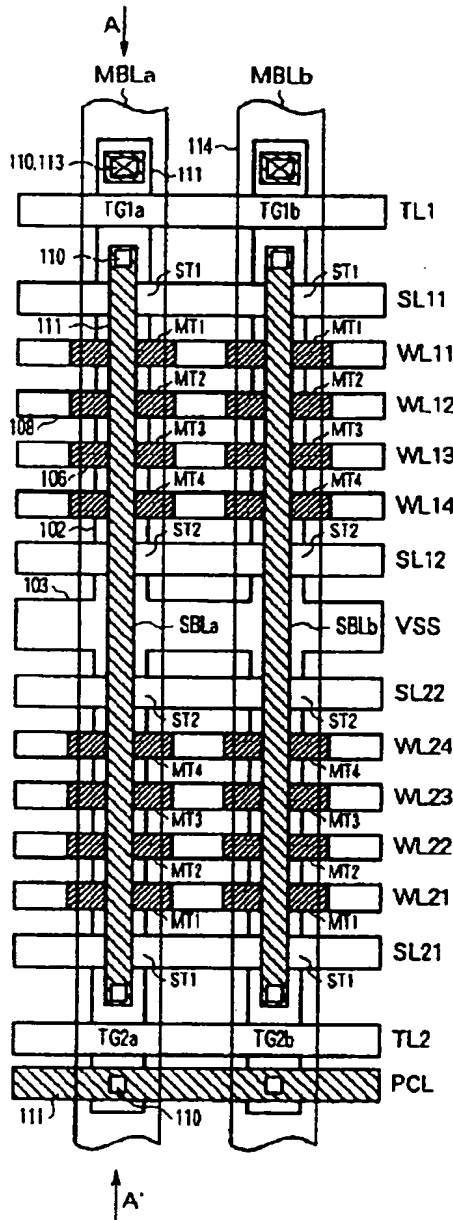 A
MBLa MBLb
114
110,113
111
TG1a TG1b TL1
110
ST1 ST1
SL11
111
MT1 MT1
WL11
MT2 MT2
WL12
108
MT3 MT3
WL13
106
MT4 MT4
WL14
102
ST2 ST2
SL12
103
SBLa SBLb VSS
SL22
ST2 ST2
WL24
MT4 MT4
WL23
MT3 MT3
WL22
MT2 MT2
WL21
MT1 MT1
SL21
ST1 ST1
TG2a TG2b TL2
PCL
111 110
A'